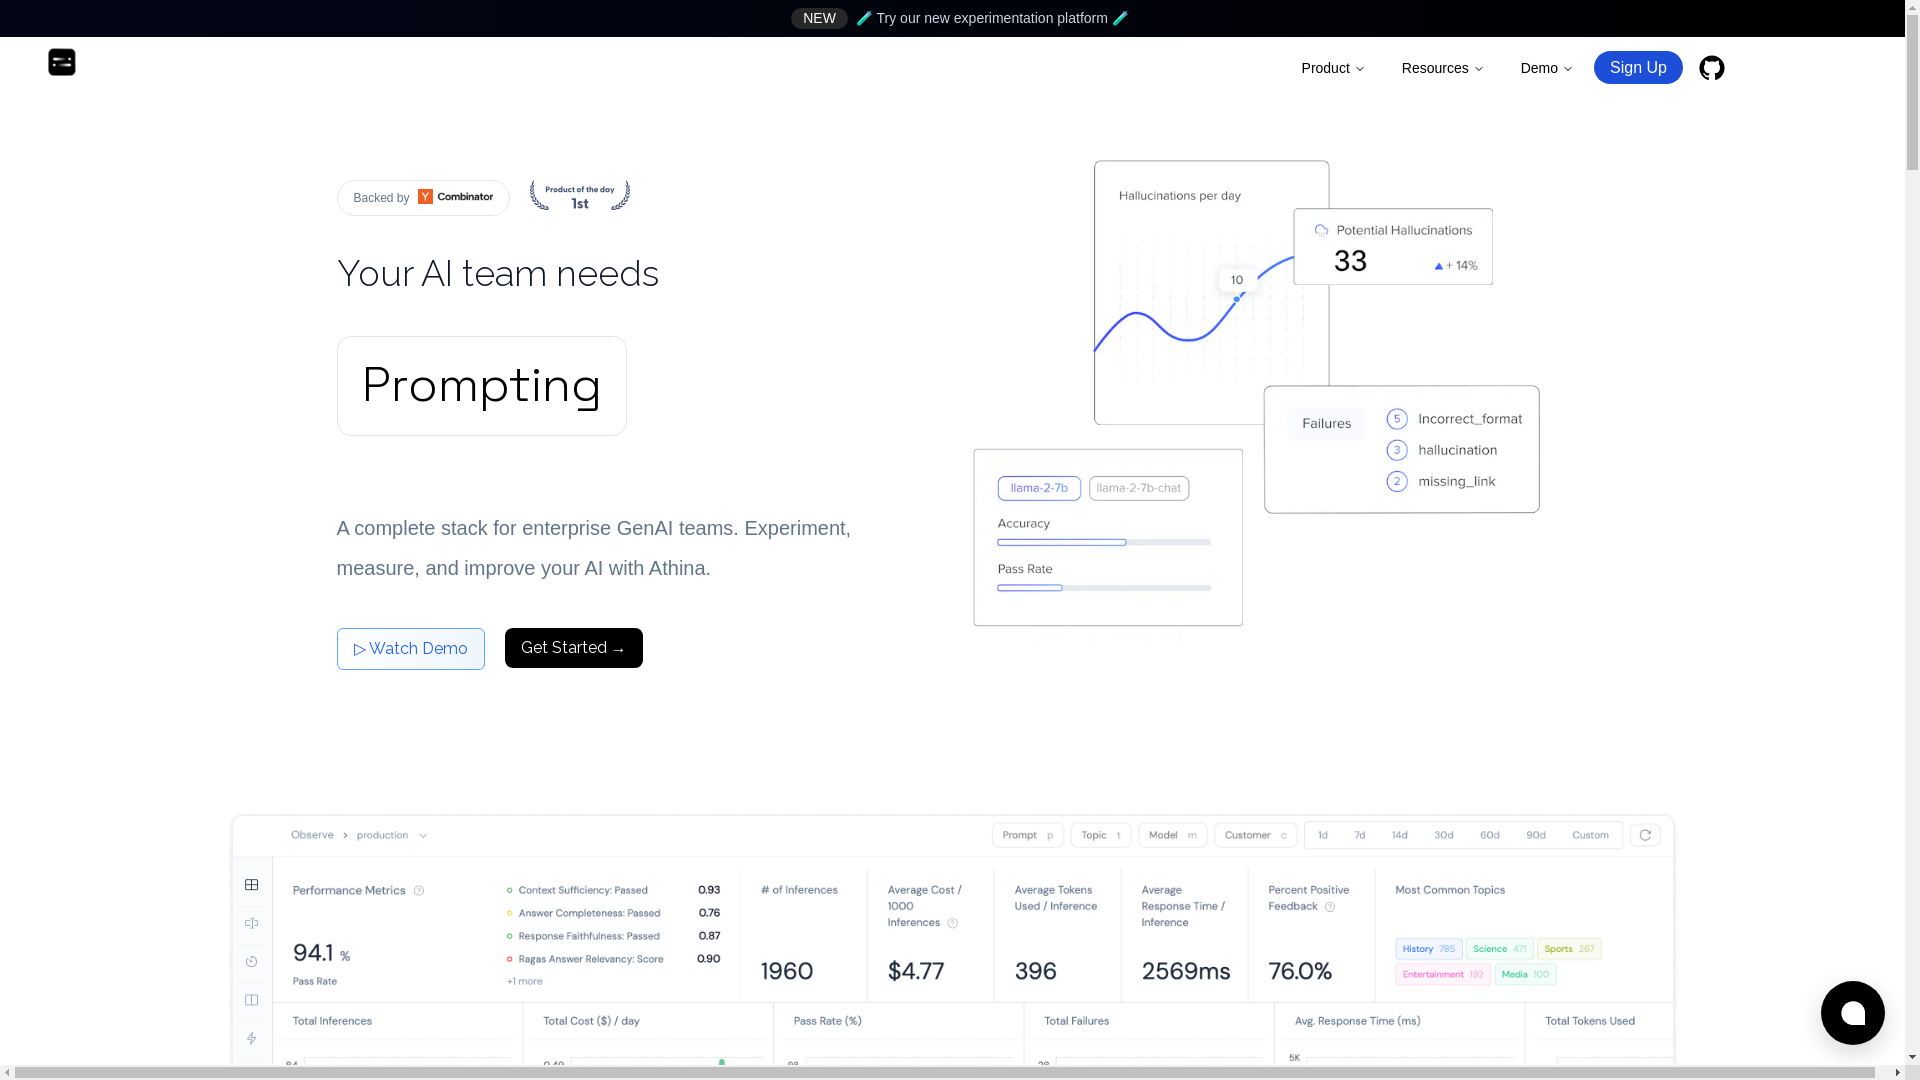 NEW 🧪 Try our new experimentation platform 🧪
Product
Resources
Demo
Sign Up
Backed by Y Combinator
Product of the day
1st
Your AI team needs
Prompting
A complete stack for enterprise GenAI teams. Experiment,
measure, and improve your AI with Athina.
▷ Watch Demo
Get Started →
Hallucinations per day
10
Potential Hallucinations
33
+ 14%
Failures
5 Incorrect_format
3 hallucination
2 missing_link
llama-2-7b
llama-2-7b-chat
Accuracy
Pass Rate
Observe > production
Prompt p
Topic t
Model m
Customer c
1d 7d 14d 30d 60d 90d Custom
Performance Metrics
94.1 %
Pass Rate
Context Sufficiency: Passed 0.93
Answer Completeness: Passed 0.76
Response Faithfulness: Passed 0.87
Ragas Answer Relevancy: Score 0.90
+1 more
# of Inferences
1960
Average Cost /
1000
Inferences
$4.77
Average Tokens
Used / Inference
396
Average
Response Time /
Inference
2569ms
Percent Positive
Feedback
76.0%
Most Common Topics
History 785
Science 471
Sports 267
Entertainment 192
Media 100
Total Inferences
Total Cost ($) / day
Pass Rate (%)
Total Failures
Avg. Response Time (ms)
Total Tokens Used
5K